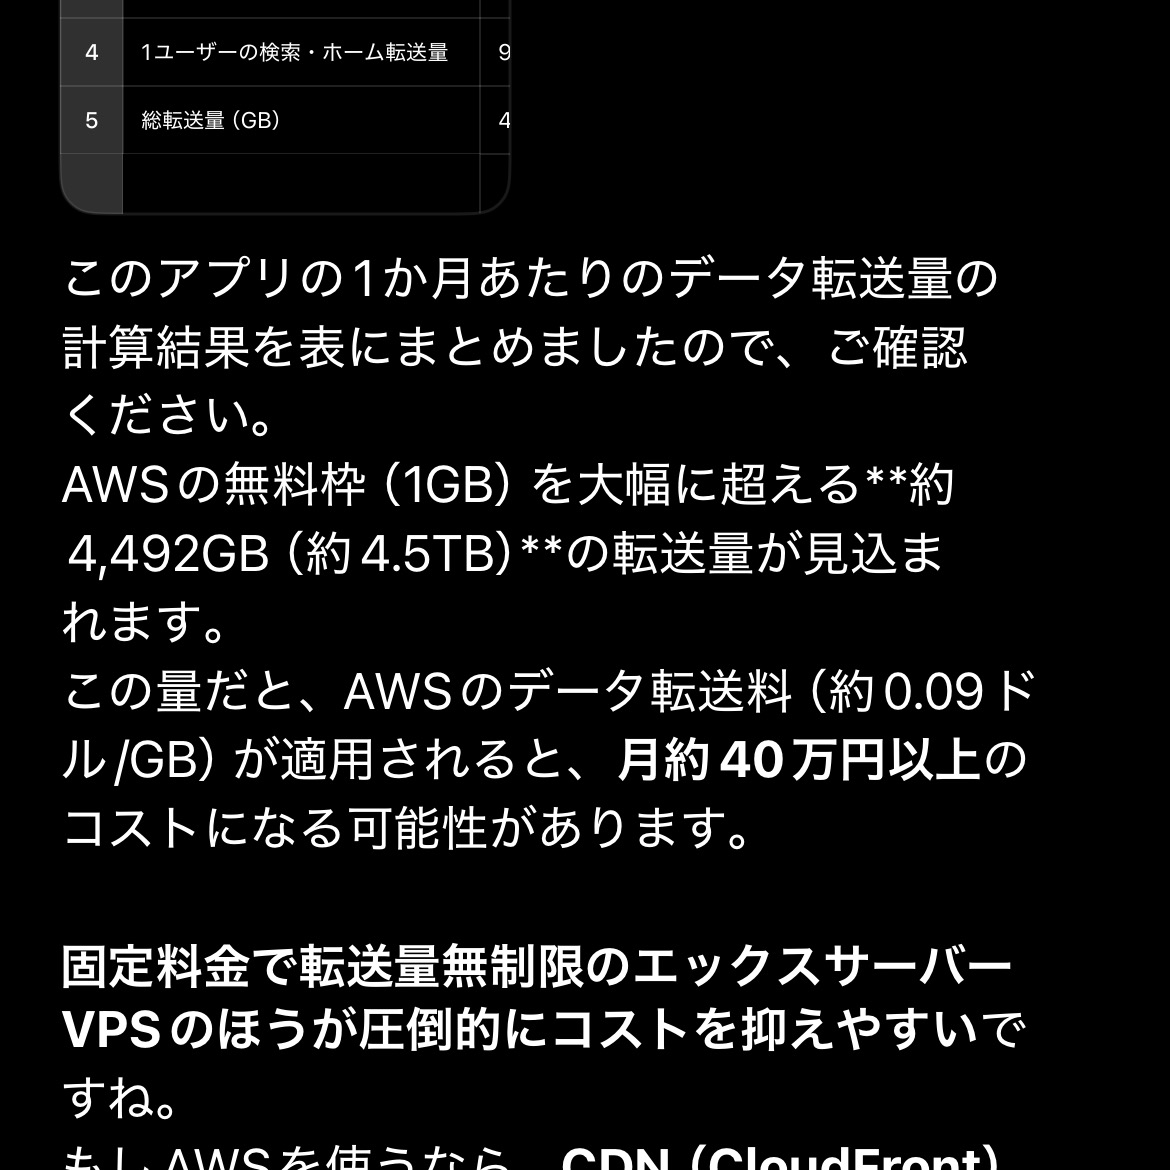 4 1ユーザーの検索・ホーム転送量 9
5 総転送量（GB） 4
このアプリの1か月あたりのデータ転送量の
計算結果を表にまとめましたので、ご確認
ください。
AWSの無料枠（1GB）を大幅に超える**約
4,492GB（約4.5TB）**の転送量が見込ま
れます。
この量だと、AWSのデータ転送料（約0.09ド
ル/GB）が適用されると、月約40万円以上の
コストになる可能性があります。
固定料金で転送量無制限のエックスサーバー
VPSのほうが圧倒的にコストを抑えやすいで
すね。
もしAWSを使うなら、CDN（CloudFront）